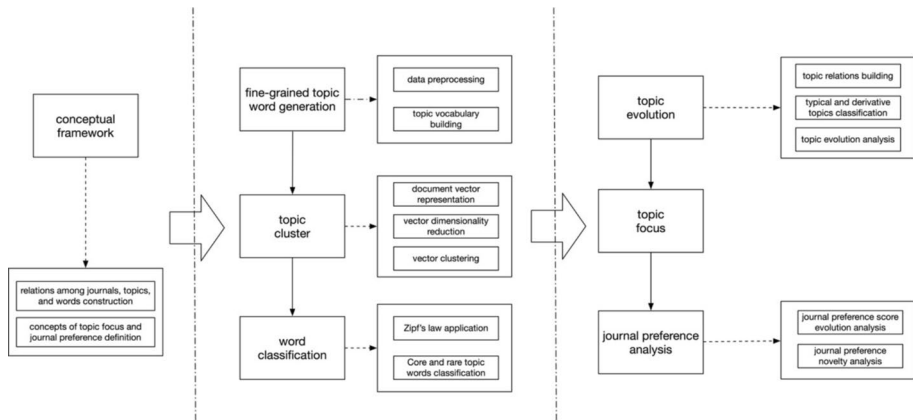 conceptual
framework
relations among journals, topics,
and words construction
concepts of topic focus and
journal preference definition
fine-grained topic
word generation
data preprocessing
topic vocabulary
building
topic
cluster
document vector
representation
vector dimensionality
reduction
vector clustering
word
classification
Zipf's law application
Core and rare topic
words classification
topic
evolution
topic relations building
typical and derivative
topics classification
topic evolution analysis
topic
focus
journal preference
analysis
journal preference score
evolution analysis
journal preference
novelty analysis